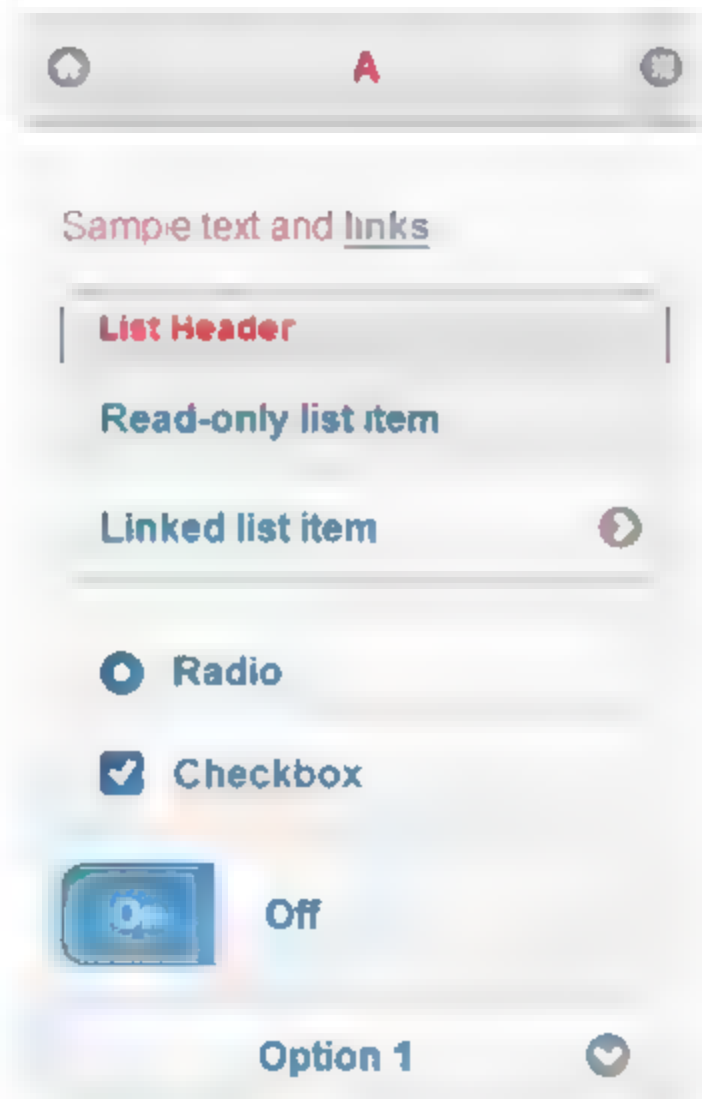 A
Sample text and links
List Header
Read-only list item
Linked list item
Radio
Checkbox
Off
Option 1